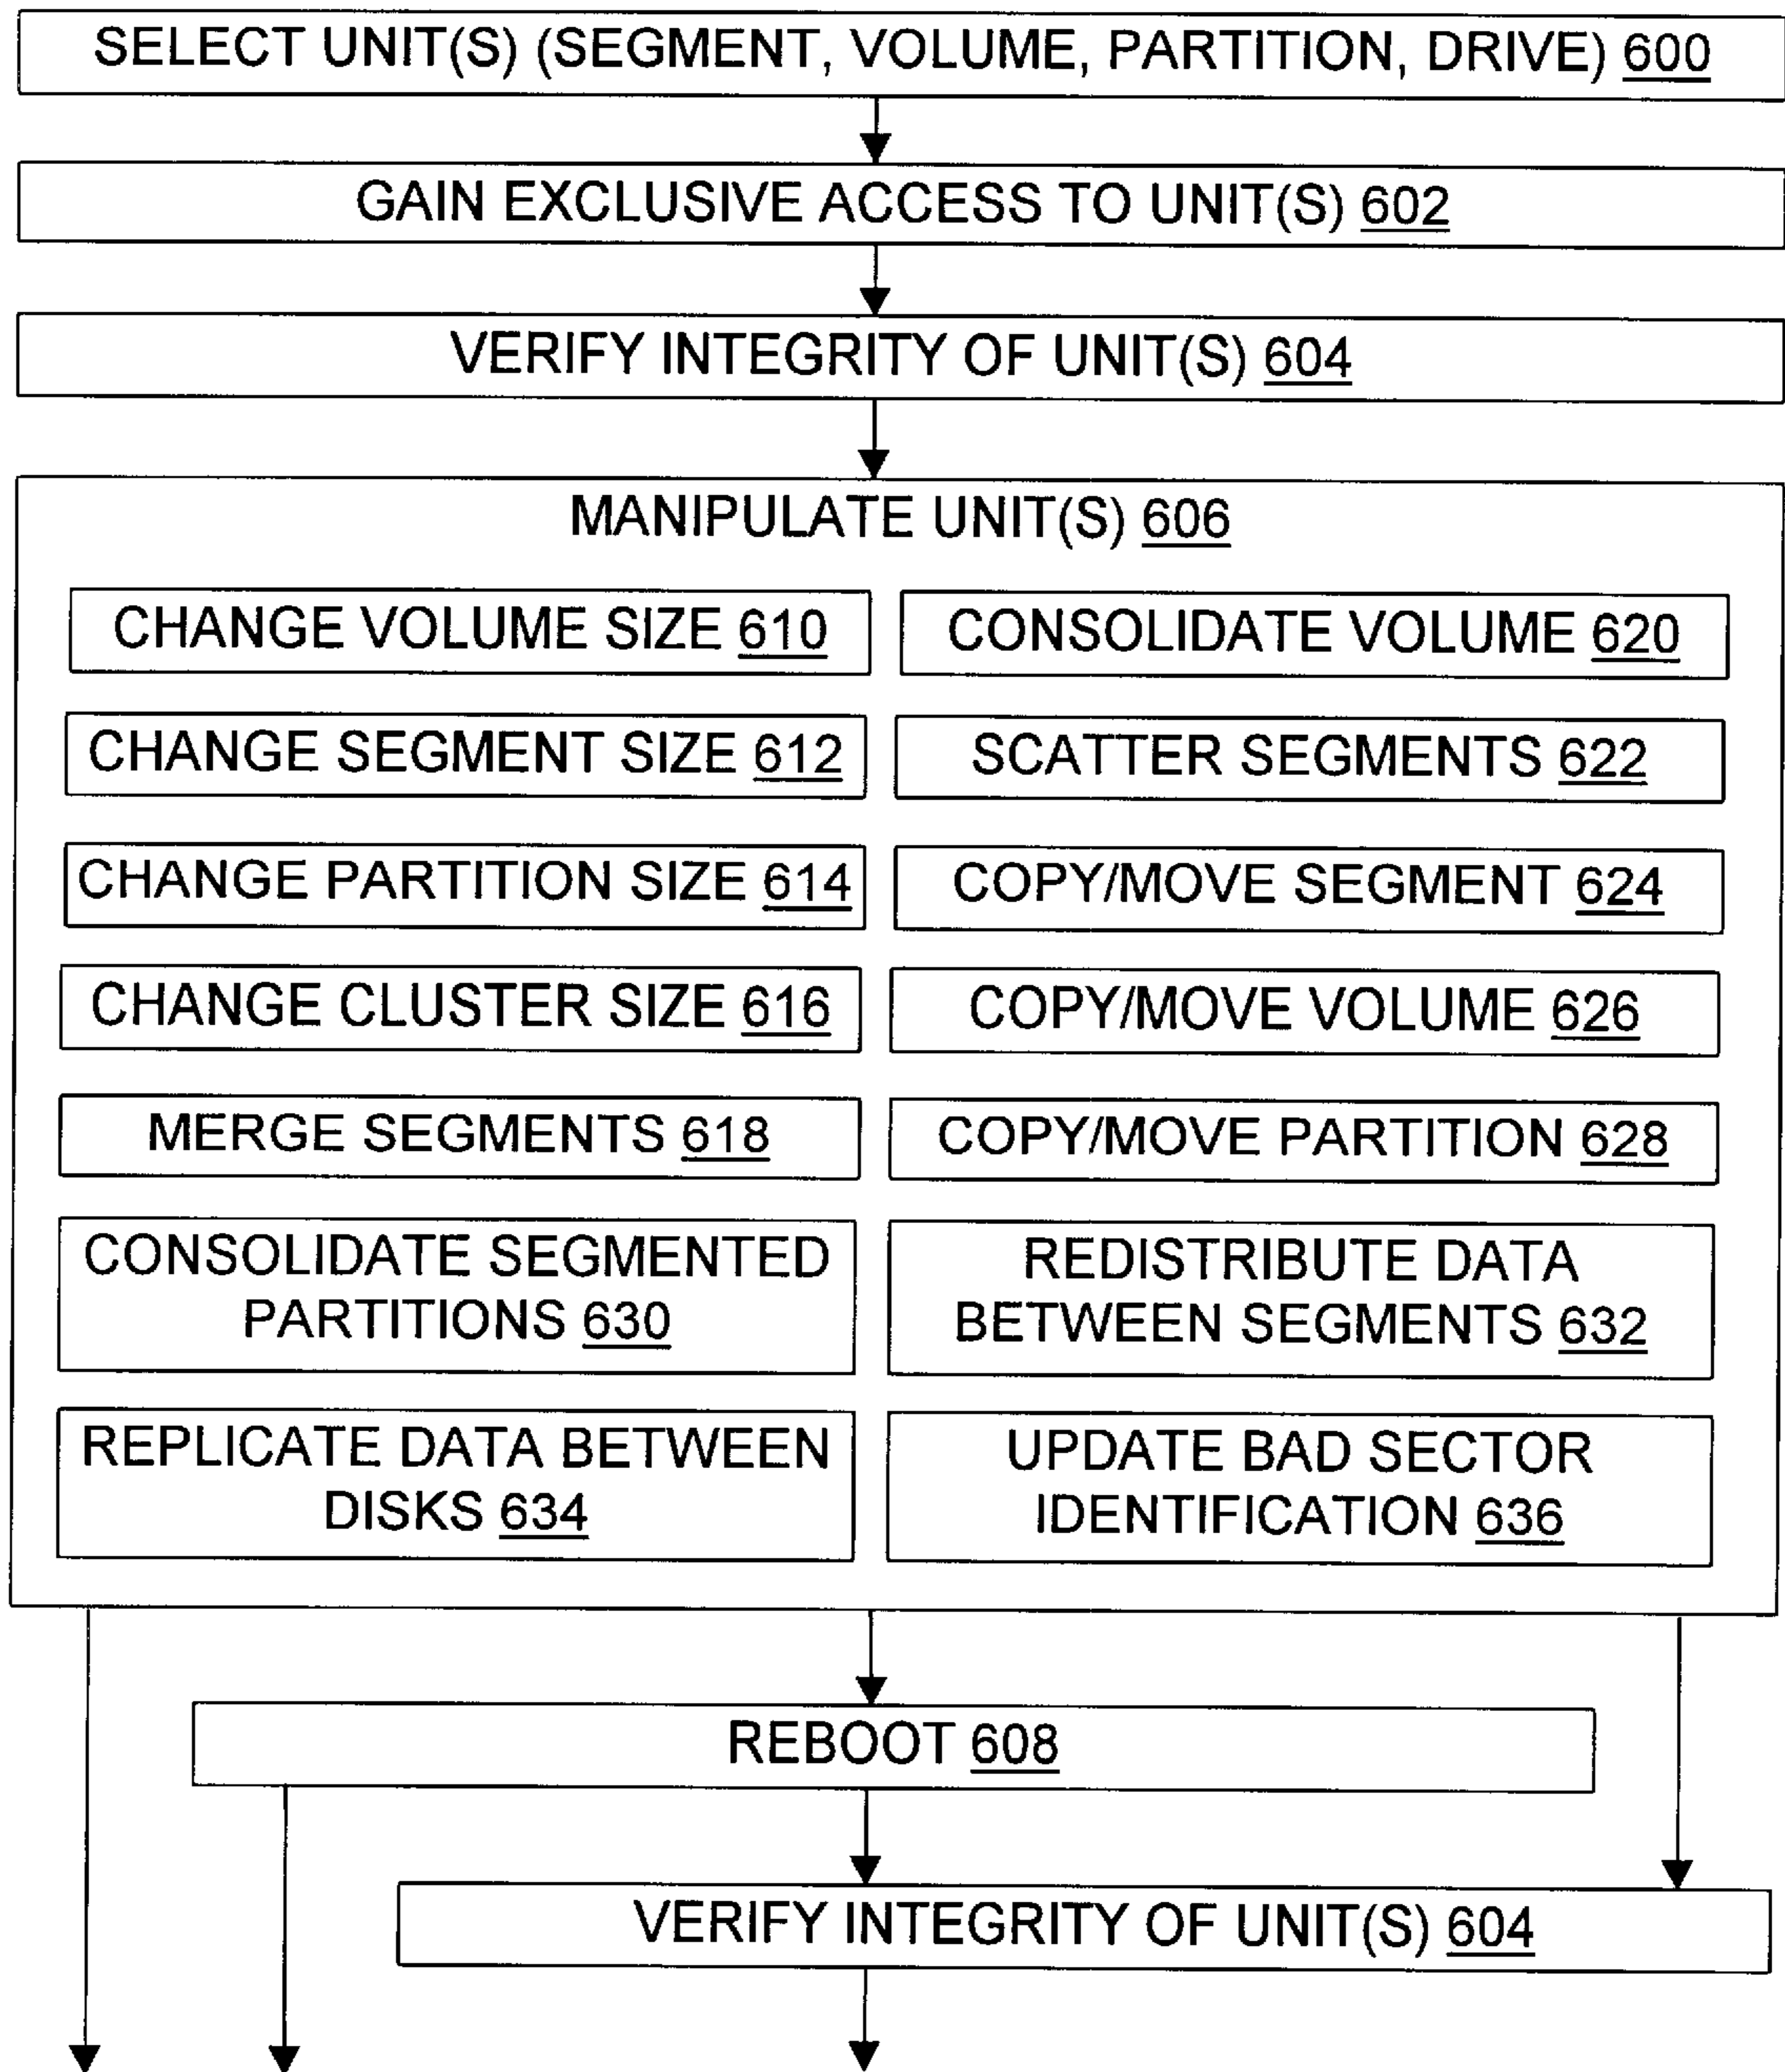 SELECT UNIT(S) (SEGMENT, VOLUME, PARTITION, DRIVE) 600
GAIN EXCLUSIVE ACCESS TO UNIT(S) 602
VERIFY INTEGRITY OF UNIT(S) 604
MANIPULATE UNIT(S) 606
CHANGE VOLUME SIZE 610
CONSOLIDATE VOLUME 620
CHANGE SEGMENT SIZE 612
SCATTER SEGMENTS 622
CHANGE PARTITION SIZE 614
COPY/MOVE SEGMENT 624
CHANGE CLUSTER SIZE 616
COPY/MOVE VOLUME 626
MERGE SEGMENTS 618
COPY/MOVE PARTITION 628
CONSOLIDATE SEGMENTED
PARTITIONS 630
REDISTRIBUTE DATA
BETWEEN SEGMENTS 632
REPLICATE DATA BETWEEN
DISKS 634
UPDATE BAD SECTOR
IDENTIFICATION 636
REBOOT 608
VERIFY INTEGRITY OF UNIT(S) 604